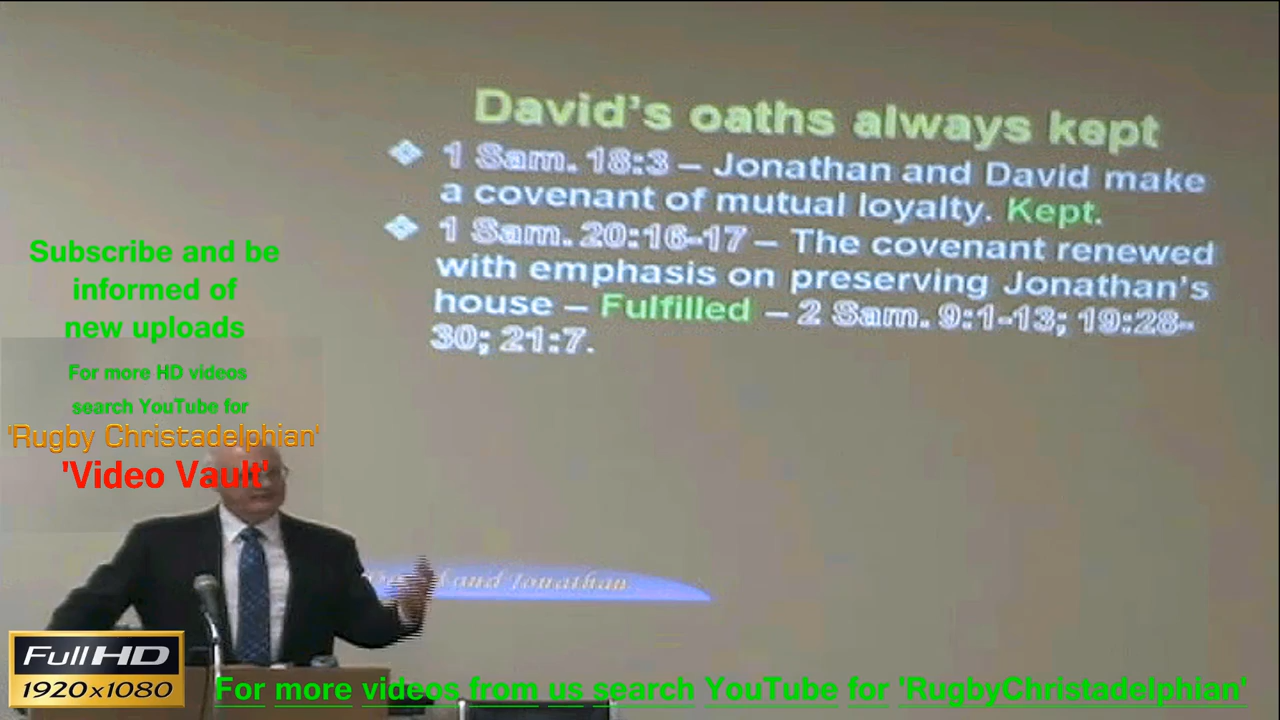 David's oaths always kept
1 Sam. 18:3 – Jonathan and David make
a covenant of mutual loyalty. Kept.
1 Sam. 20:16-17 – The covenant renewed
with emphasis on preserving Jonathan's
house – Fulfilled – 2 Sam. 9:1-13; 19:28-
30; 21:7.
Subscribe and be
informed of
new uploads
For more HD videos
search YouTube for
'Rugby Christadelphian'
'Video Vault'
and Jonathan
Full HD
1920x1080
For more videos from us search YouTube for 'RugbyChristadelphian'